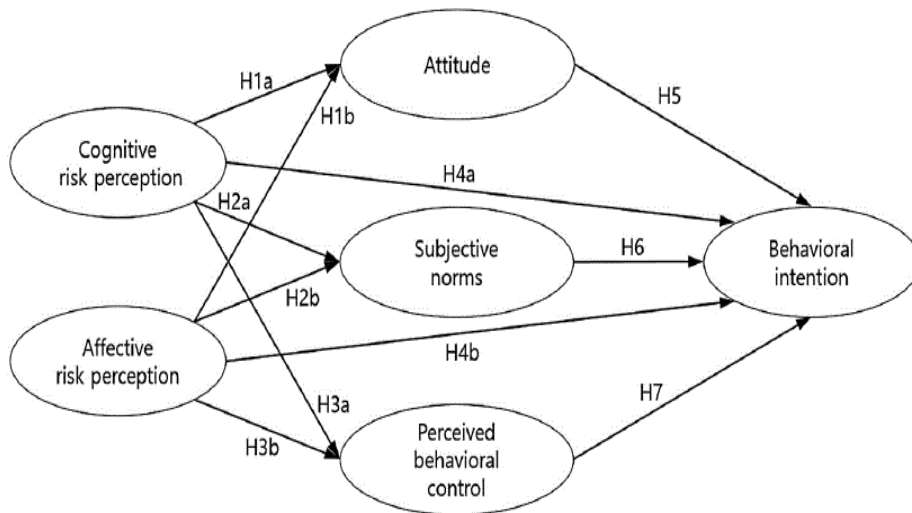 Attitude
H1a
H1b
H5
Cognitive
risk perception
H4a
H2a
Subjective
norms
H6
Behavioral
intention
H2b
Affective
risk perception
H4b
H3a
H3b
H7
Perceived
behavioral
control